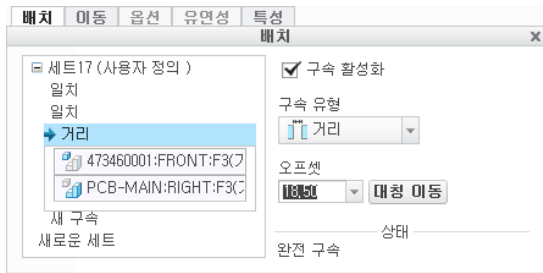 배치 이동 옵션 유연성 특성
배치
세트17 (사용자 정의 )
일치
일치
거리
473460001:FRONT:F3(
PCB-MAIN:RIGHT:F3(
새 구속
새로운 세트
구속 활성화
구속 유형
거리
오프셋
18,50 대칭 이동
상태
완전 구속